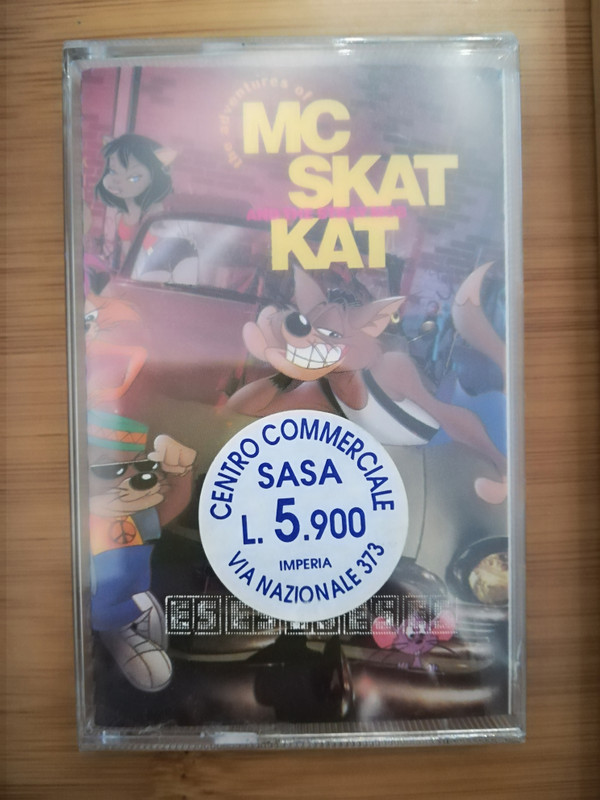 the adventures of
MC
SKAT
KAT
CENTRO COMMERCIALE
SASA
L. 5.900
IMPERIA
VIA NAZIONALE 373